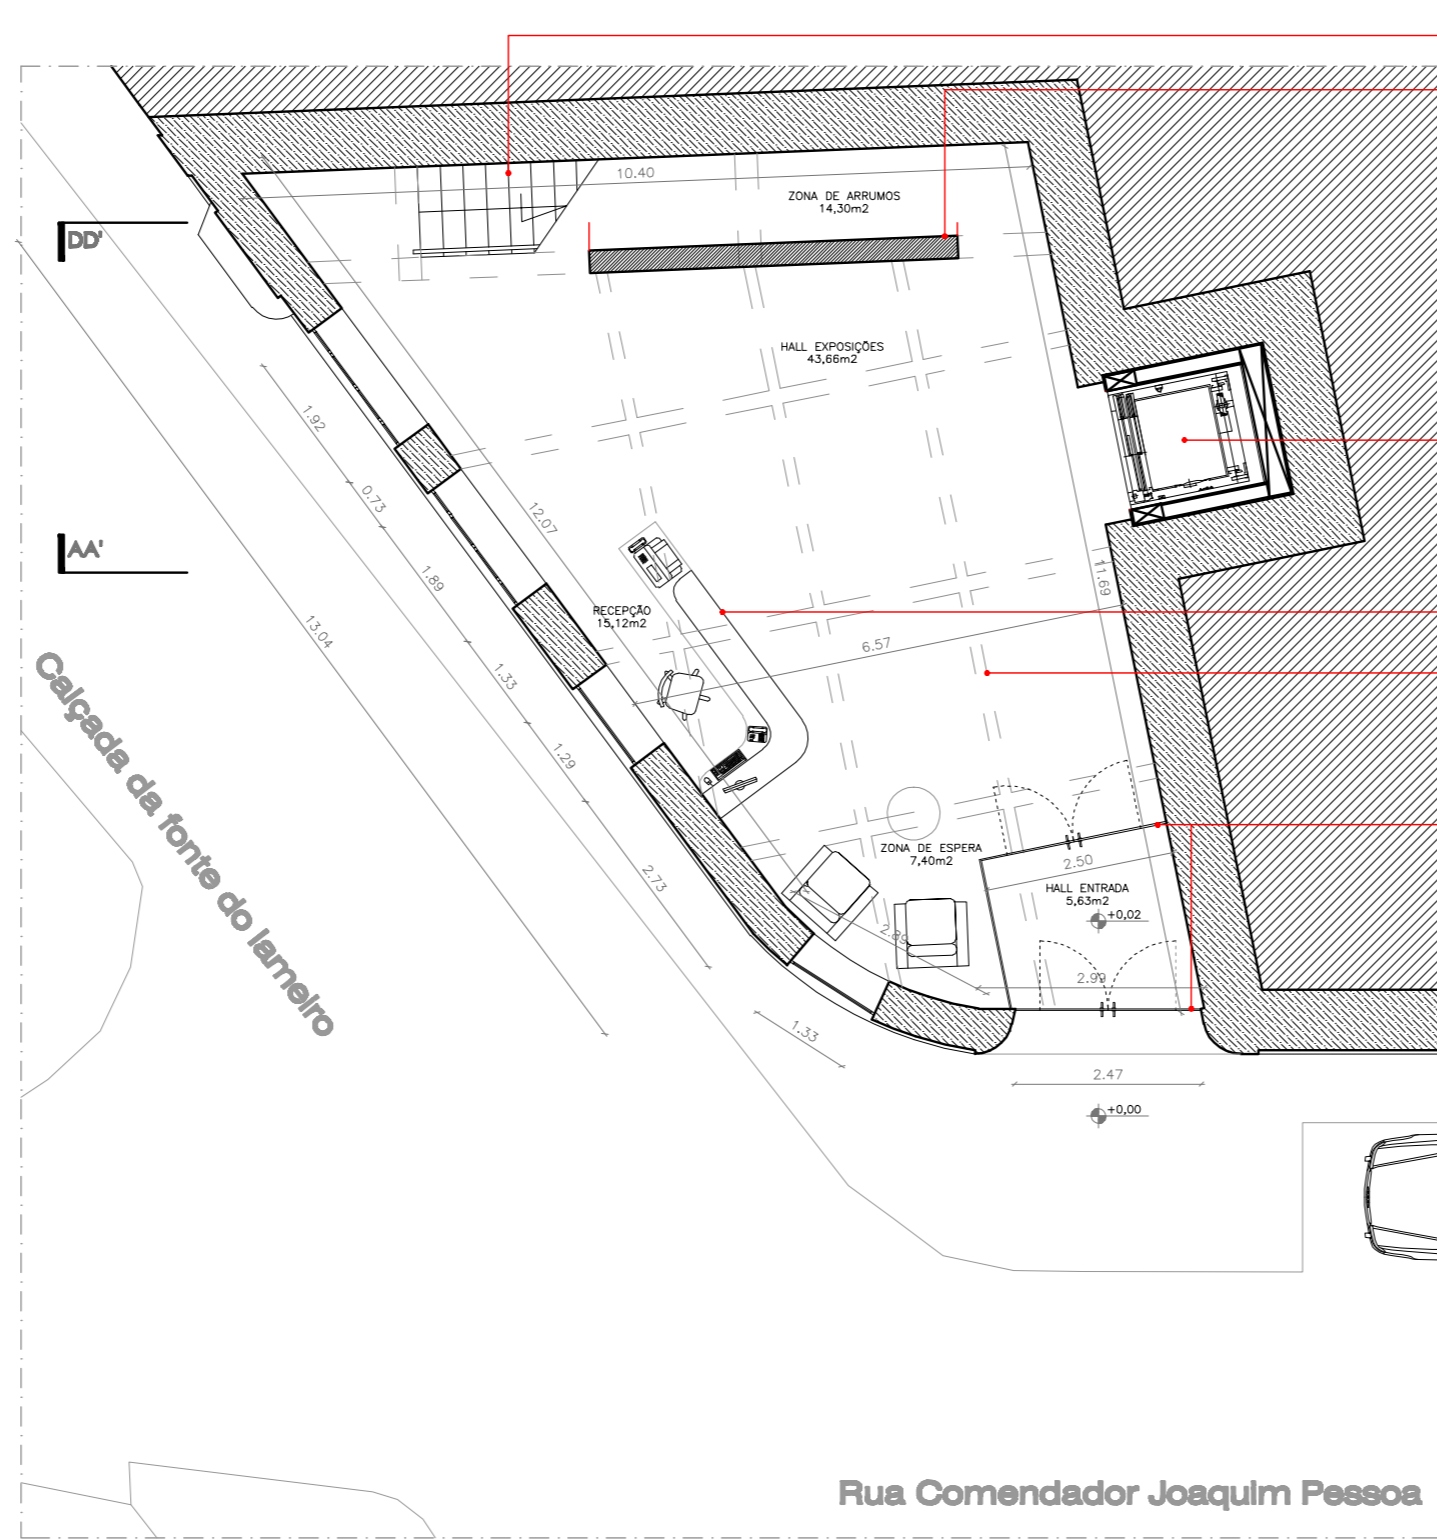 10.40
ZONA DE ARRUMOS
14,30m2
DD'
HALL EXPOSIÇÕES
43,66m2
1.92
0.73
12.07
AA'
1.89
11.69
RECEPÇÃO
15,12m2
13.04
6.57
1.33
Calçada da fonte do lameiro
1.29
ZONA DE ESPERA
7,40m2
2.50
2.73
HALL ENTRADA
5,63m2
+0,02
2.89
2.99
1.33
2.47
+0,00
Rua Comendador Joaquim Pessoa